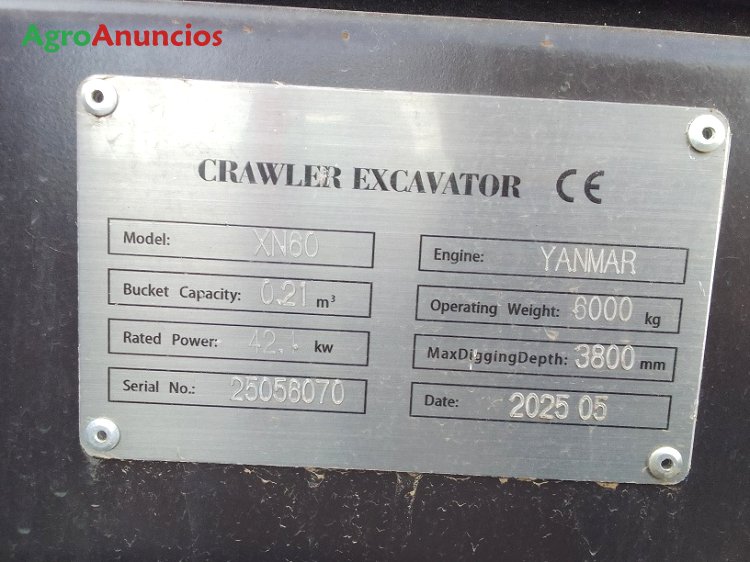 AgroAnuncios
CRAWLER EXCAVATOR CE
Model: XN60
Engine: YANMAR
Bucket Capacity: 0.21 m³
Operating Weight: 6000 kg
Rated Power: kw
MaxDiggingDepth: 3800 mm
Serial No.: 25056070
Date: 2025 05